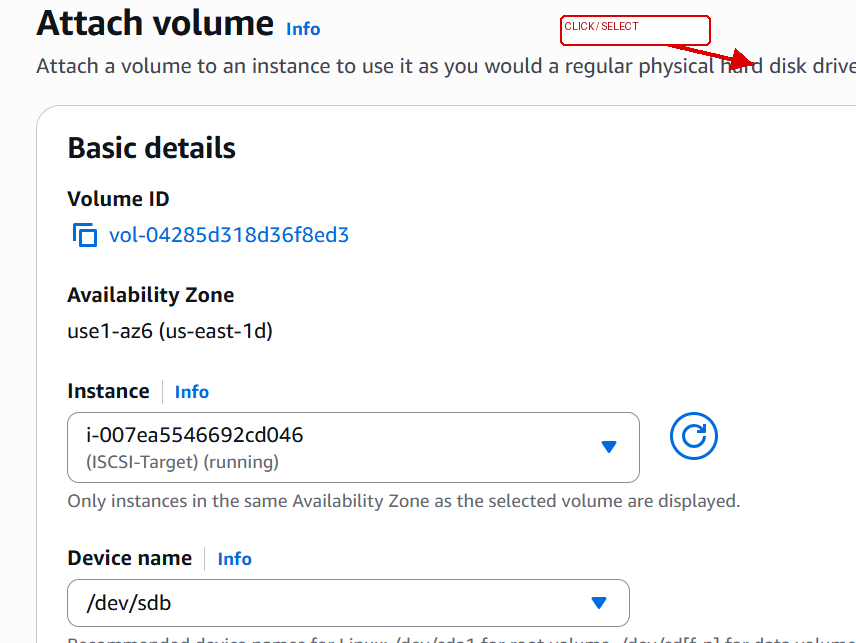 Attach volume Info
CLICK/SELECT
Attach a volume to an instance to use it as you would a regular physical hard disk drive
Basic details
Volume ID
vol-04285d318d36f8ed3
Availability Zone
use1-az6 (us-east-1d)
Instance Info
i-007ea5546692cd046
(ISCSI-Target) (running)
Only instances in the same Availability Zone as the selected volume are displayed.
Device name Info
/dev/sdb
Recommended device names for Linux: /dev/sda1 for root volume. /dev/sd[f-p] for data volume